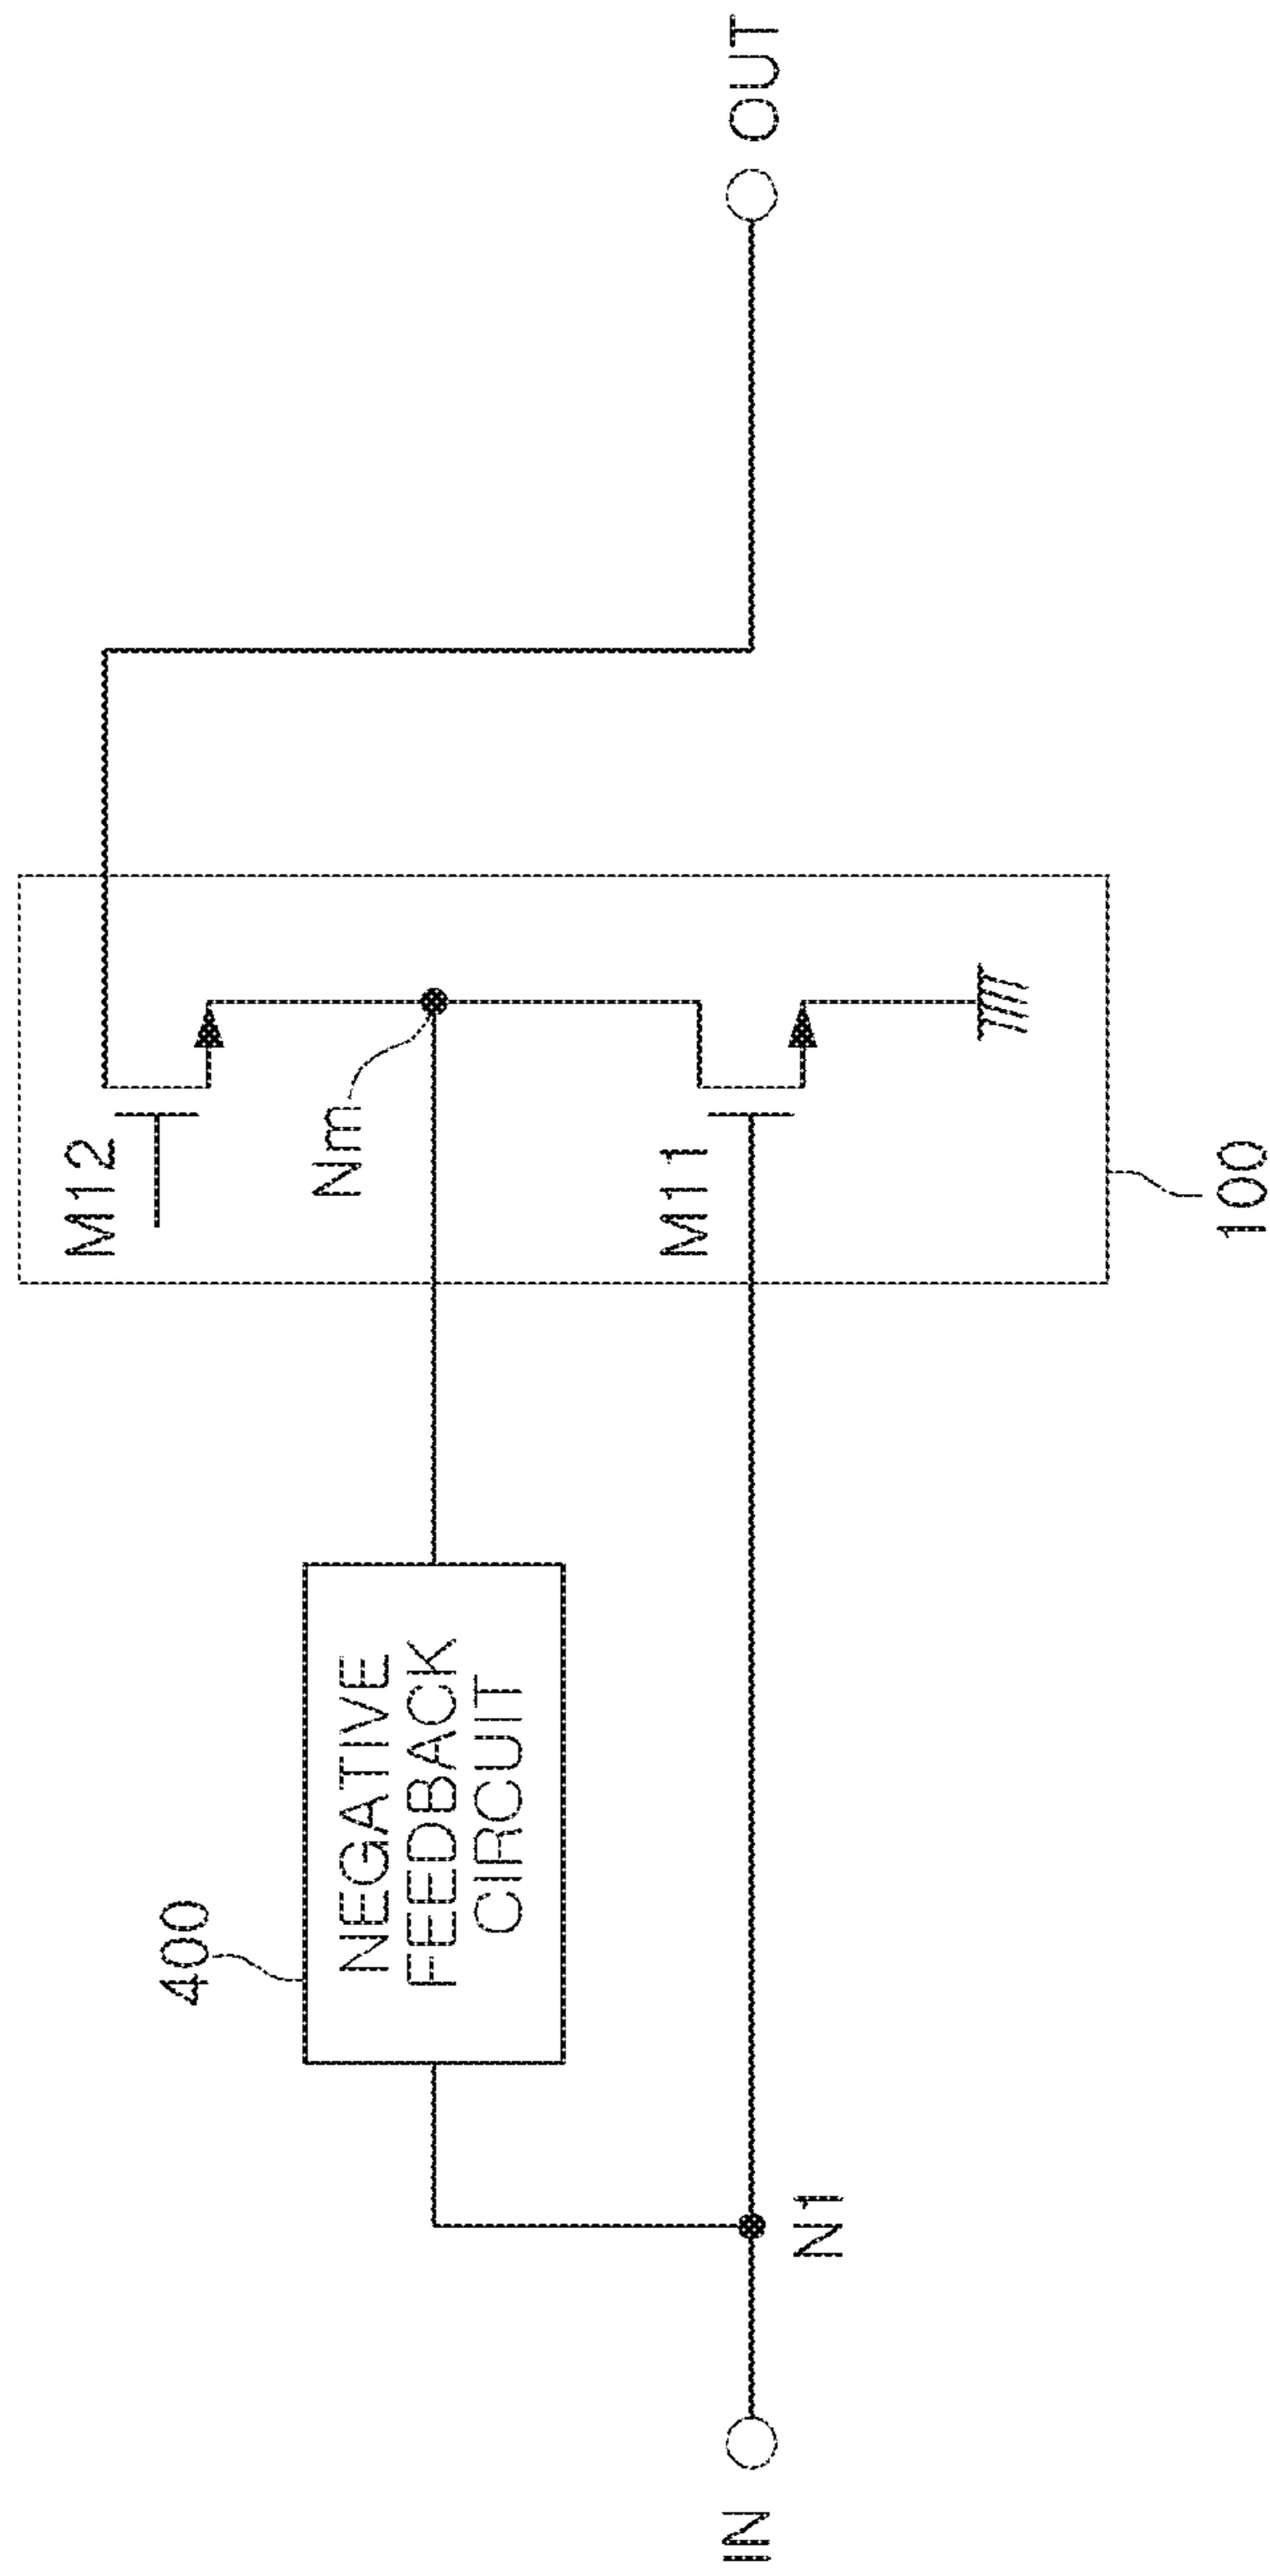 M12
400
NEGATIVE
FEEDBACK
CIRCUIT
Nm
M11
IN
N1
OUT
100